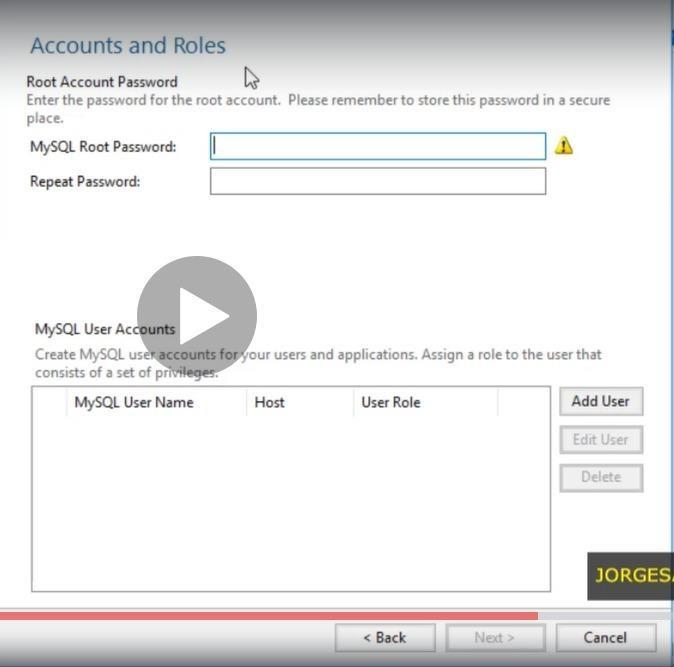 Accounts and Roles
Root Account Password
Enter the password for the root account. Please remember to store this password in a secure
place.
MySQL Root Password:
Repeat Password:
MySQL User Accounts
Create MySQL user accounts for your users and applications. Assign a role to the user that
consists of a set of privileges.
MySQL User Name Host User Role
Add User
Edit User
Delete
JORGESA
< Back Next > Cancel